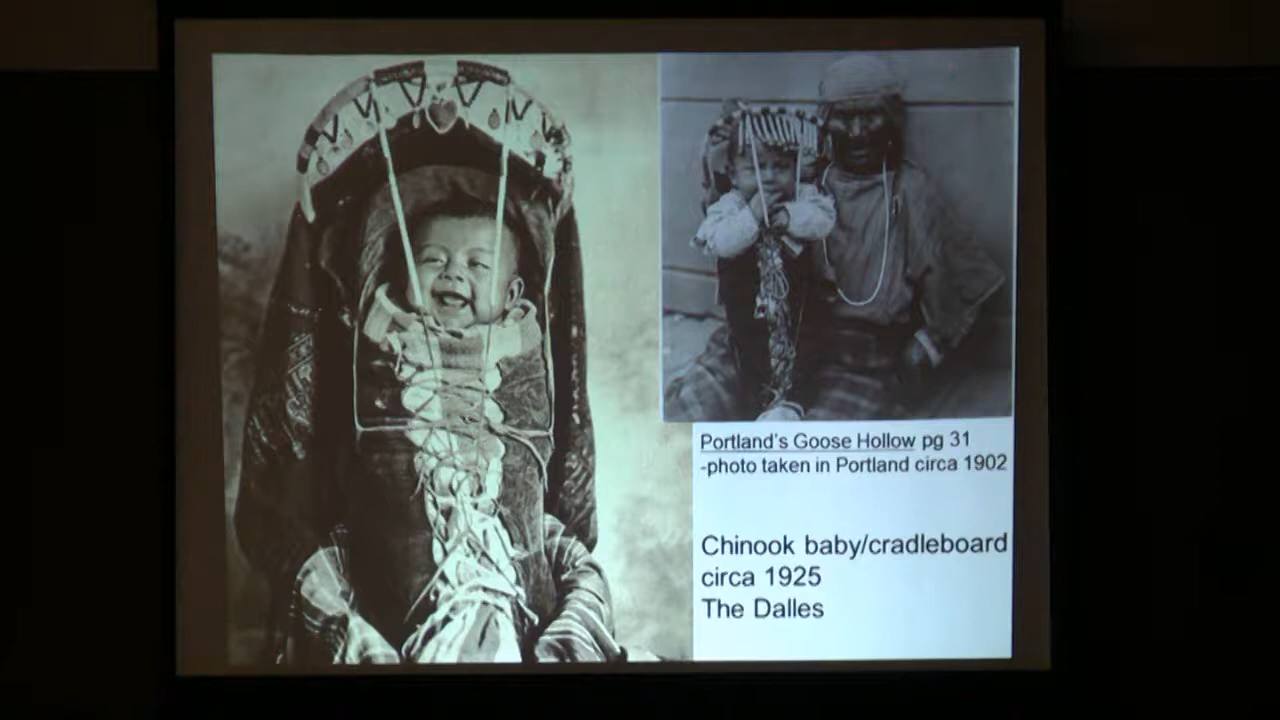 Portland's Goose Hollow pg 31
-photo taken in Portland circa 1902
Chinook baby/cradleboard
circa 1925
The Dalles